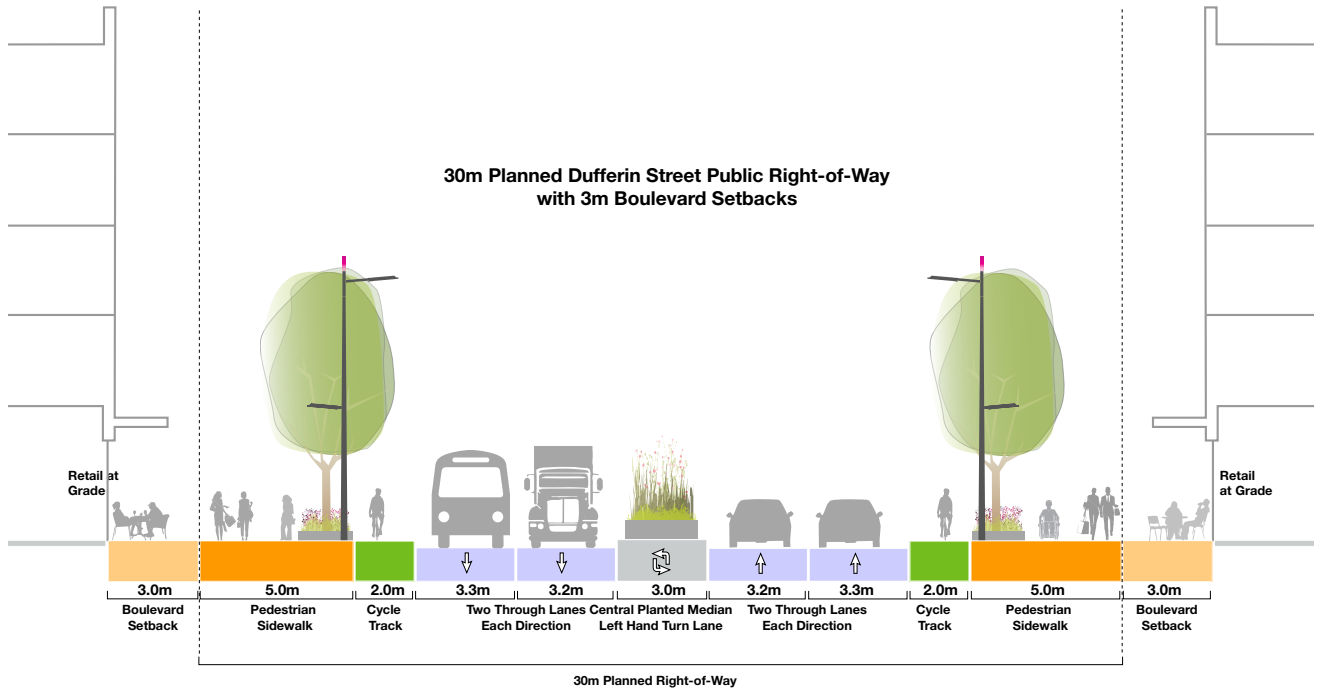 30m Planned Dufferin Street Public Right-of-Way
with 3m Boulevard Setbacks
Retail at
Grade
Retail
at Grade
3.0m
5.0m
2.0m
3.3m
3.2m
3.0m
3.2m
3.3m
2.0m
5.0m
3.0m
Boulevard
Setback
Pedestrian
Sidewalk
Cycle
Track
Two Through Lanes
Each Direction
Central Planted Median
Left Hand Turn Lane
Two Through Lanes
Each Direction
Cycle
Track
Pedestrian
Sidewalk
Boulevard
Setback
30m Planned Right-of-Way